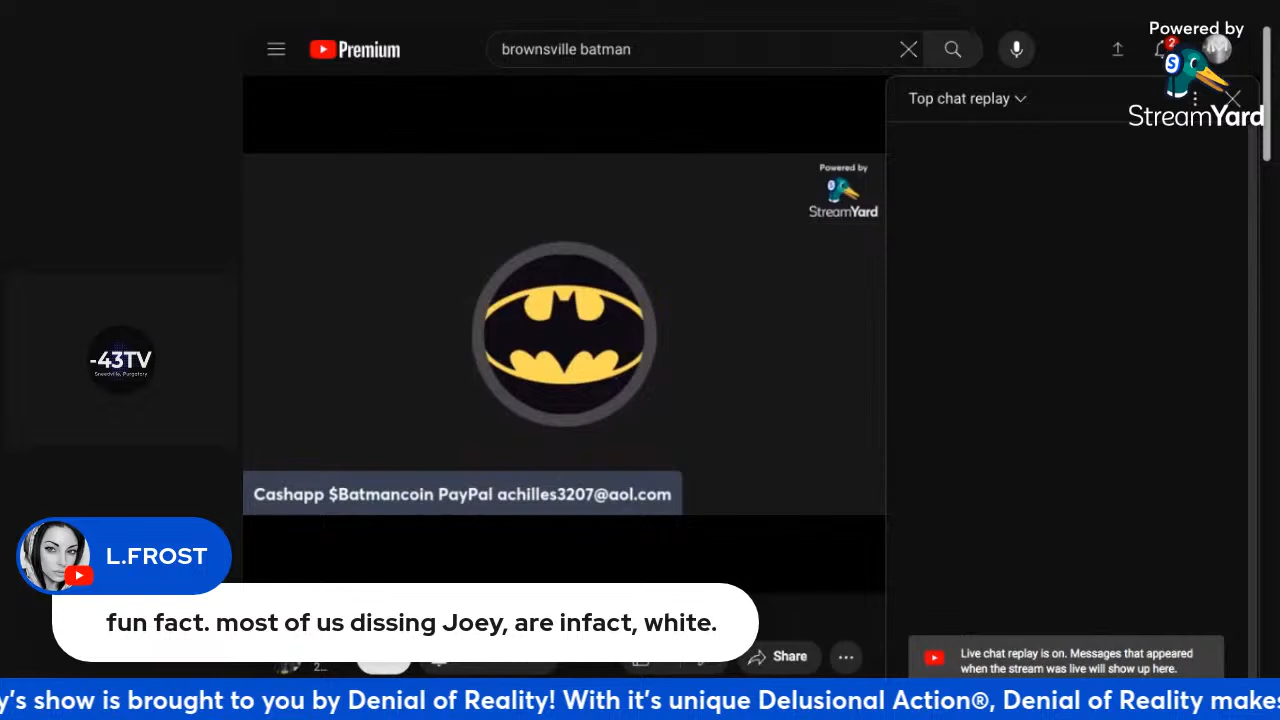 Powered by
StreamYard
Premium
brownsville batman
2
Top chat replay
Powered by
StreamYard
-43TV
Cashapp $Batmancoin PayPal achilles3207@aol.com
L.FROST
fun fact. most of us dissing Joey, are infact, white.
2...
Share
Live chat replay is on. Messages that appeared
when the stream was live will show up here.
y's show is brought to you by Denial of Reality! With it's unique Delusional Action®, Denial of Reality make